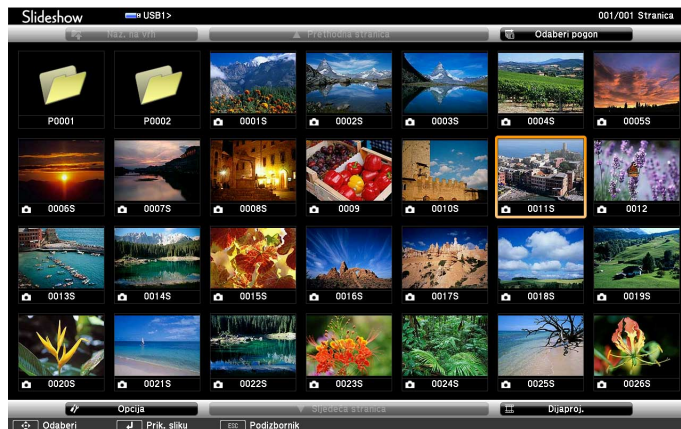 Slideshow
USB1>
001/001 Stranica
Naz. na vrh
Prethodna stranica
Odaberi pogon
P0001
P0002
0001S
0002S
0003S
0004S
0005S
0006S
0007S
0008S
0009
0010S
0011S
0012
0013S
0014S
0015S
0016S
0017S
0018S
0019S
0020S
0021S
0022S
0023S
0024S
0025S
0026S
Opcija
Sljedeća stranica
Dijaproj.
Odaberi
Prik. sliku
ESC Podizbornik